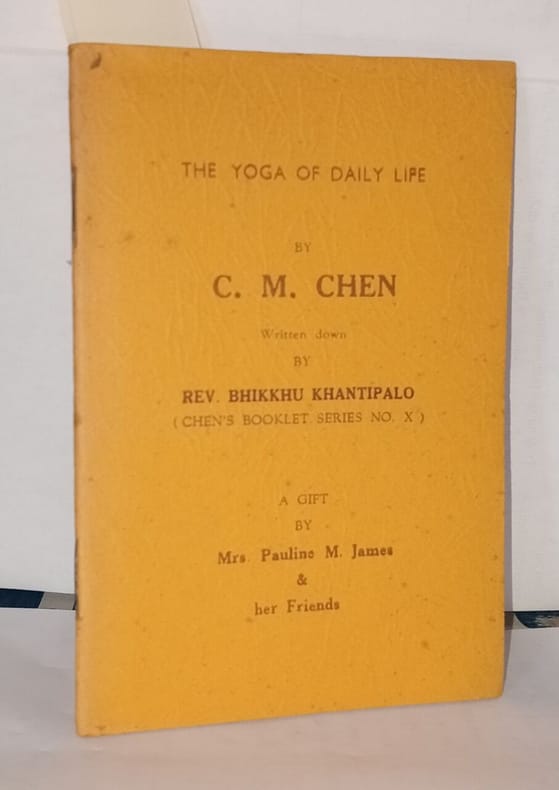 THE YOGA OF DAILY LIFE
BY
C. M. CHEN
Written down
BY
REV. BHIKKHU KHANTIPALO
(CHEN'S BOOKLET SERIES NO. X)
A GIFT
BY
Mrs. Pauline M. James
&
her Friends